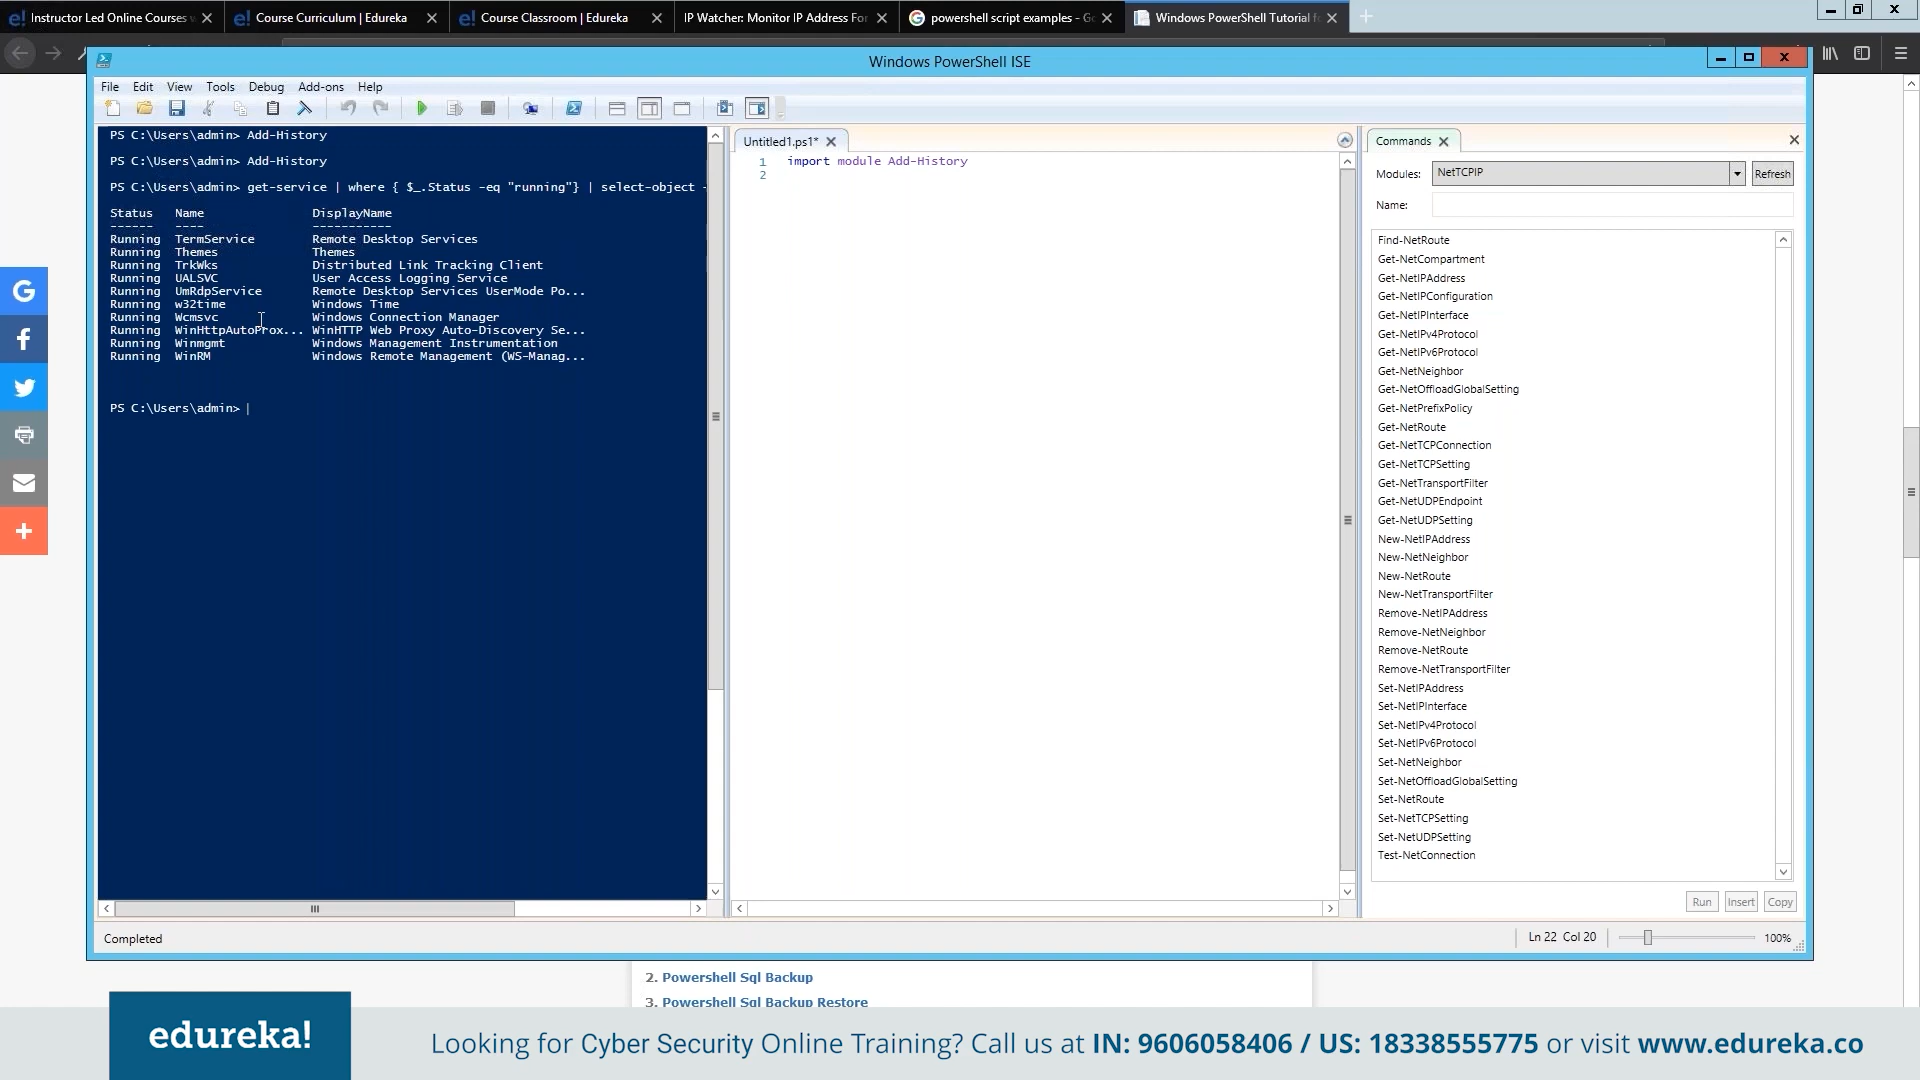 Instructor Led Online Courses
Course Curriculum | Edureka
Course Classroom | Edureka
IP Watcher: Monitor IP Address For
powershell script examples - Go
Windows PowerShell Tutorial f
Windows PowerShell ISE
File Edit View Tools Debug Add-ons Help
PS C:\Users\admin> Add-History
PS C:\Users\admin> Add-History
PS C:\Users\admin> get-service | where { $_.Status -eq "running"} | select-object -
Status Name DisplayName
------ ---- -----------
Running TermService Remote Desktop Services
Running Themes Themes
Running TrkWks Distributed Link Tracking Client
Running UALSVC User Access Logging Service
Running UmRdpService Remote Desktop Services UserMode Po...
Running w32time Windows Time
Running Wcmsvc Windows Connection Manager
Running WinHttpAutoProx... WinHTTP Web Proxy Auto-Discovery Se...
Running Winmgmt Windows Management Instrumentation
Running WinRM Windows Remote Management (WS-Manag...
PS C:\Users\admin>
Untitled1.ps1*
1 import module Add-History
2
Commands
Modules: NetTCPIP Refresh
Name:
Find-NetRoute
Get-NetCompartment
Get-NetIPAddress
Get-NetIPConfiguration
Get-NetIPInterface
Get-NetIPv4Protocol
Get-NetIPv6Protocol
Get-NetNeighbor
Get-NetOffloadGlobalSetting
Get-NetPrefixPolicy
Get-NetRoute
Get-NetTCPConnection
Get-NetTCPSetting
Get-NetTransportFilter
Get-NetUDPEndpoint
Get-NetUDPSetting
New-NetIPAddress
New-NetNeighbor
New-NetRoute
New-NetTransportFilter
Remove-NetIPAddress
Remove-NetNeighbor
Remove-NetRoute
Remove-NetTransportFilter
Set-NetIPAddress
Set-NetIPInterface
Set-NetIPv4Protocol
Set-NetIPv6Protocol
Set-NetNeighbor
Set-NetOffloadGlobalSetting
Set-NetRoute
Set-NetTCPSetting
Set-NetUDPSetting
Test-NetConnection
Run Insert Copy
Completed
Ln 22 Col 20
100%
2. Powershell Sql Backup
3. Powershell Sql Backup Restore
edureka!
Looking for Cyber Security Online Training? Call us at IN: 9606058406 / US: 18338555775 or visit www.edureka.co